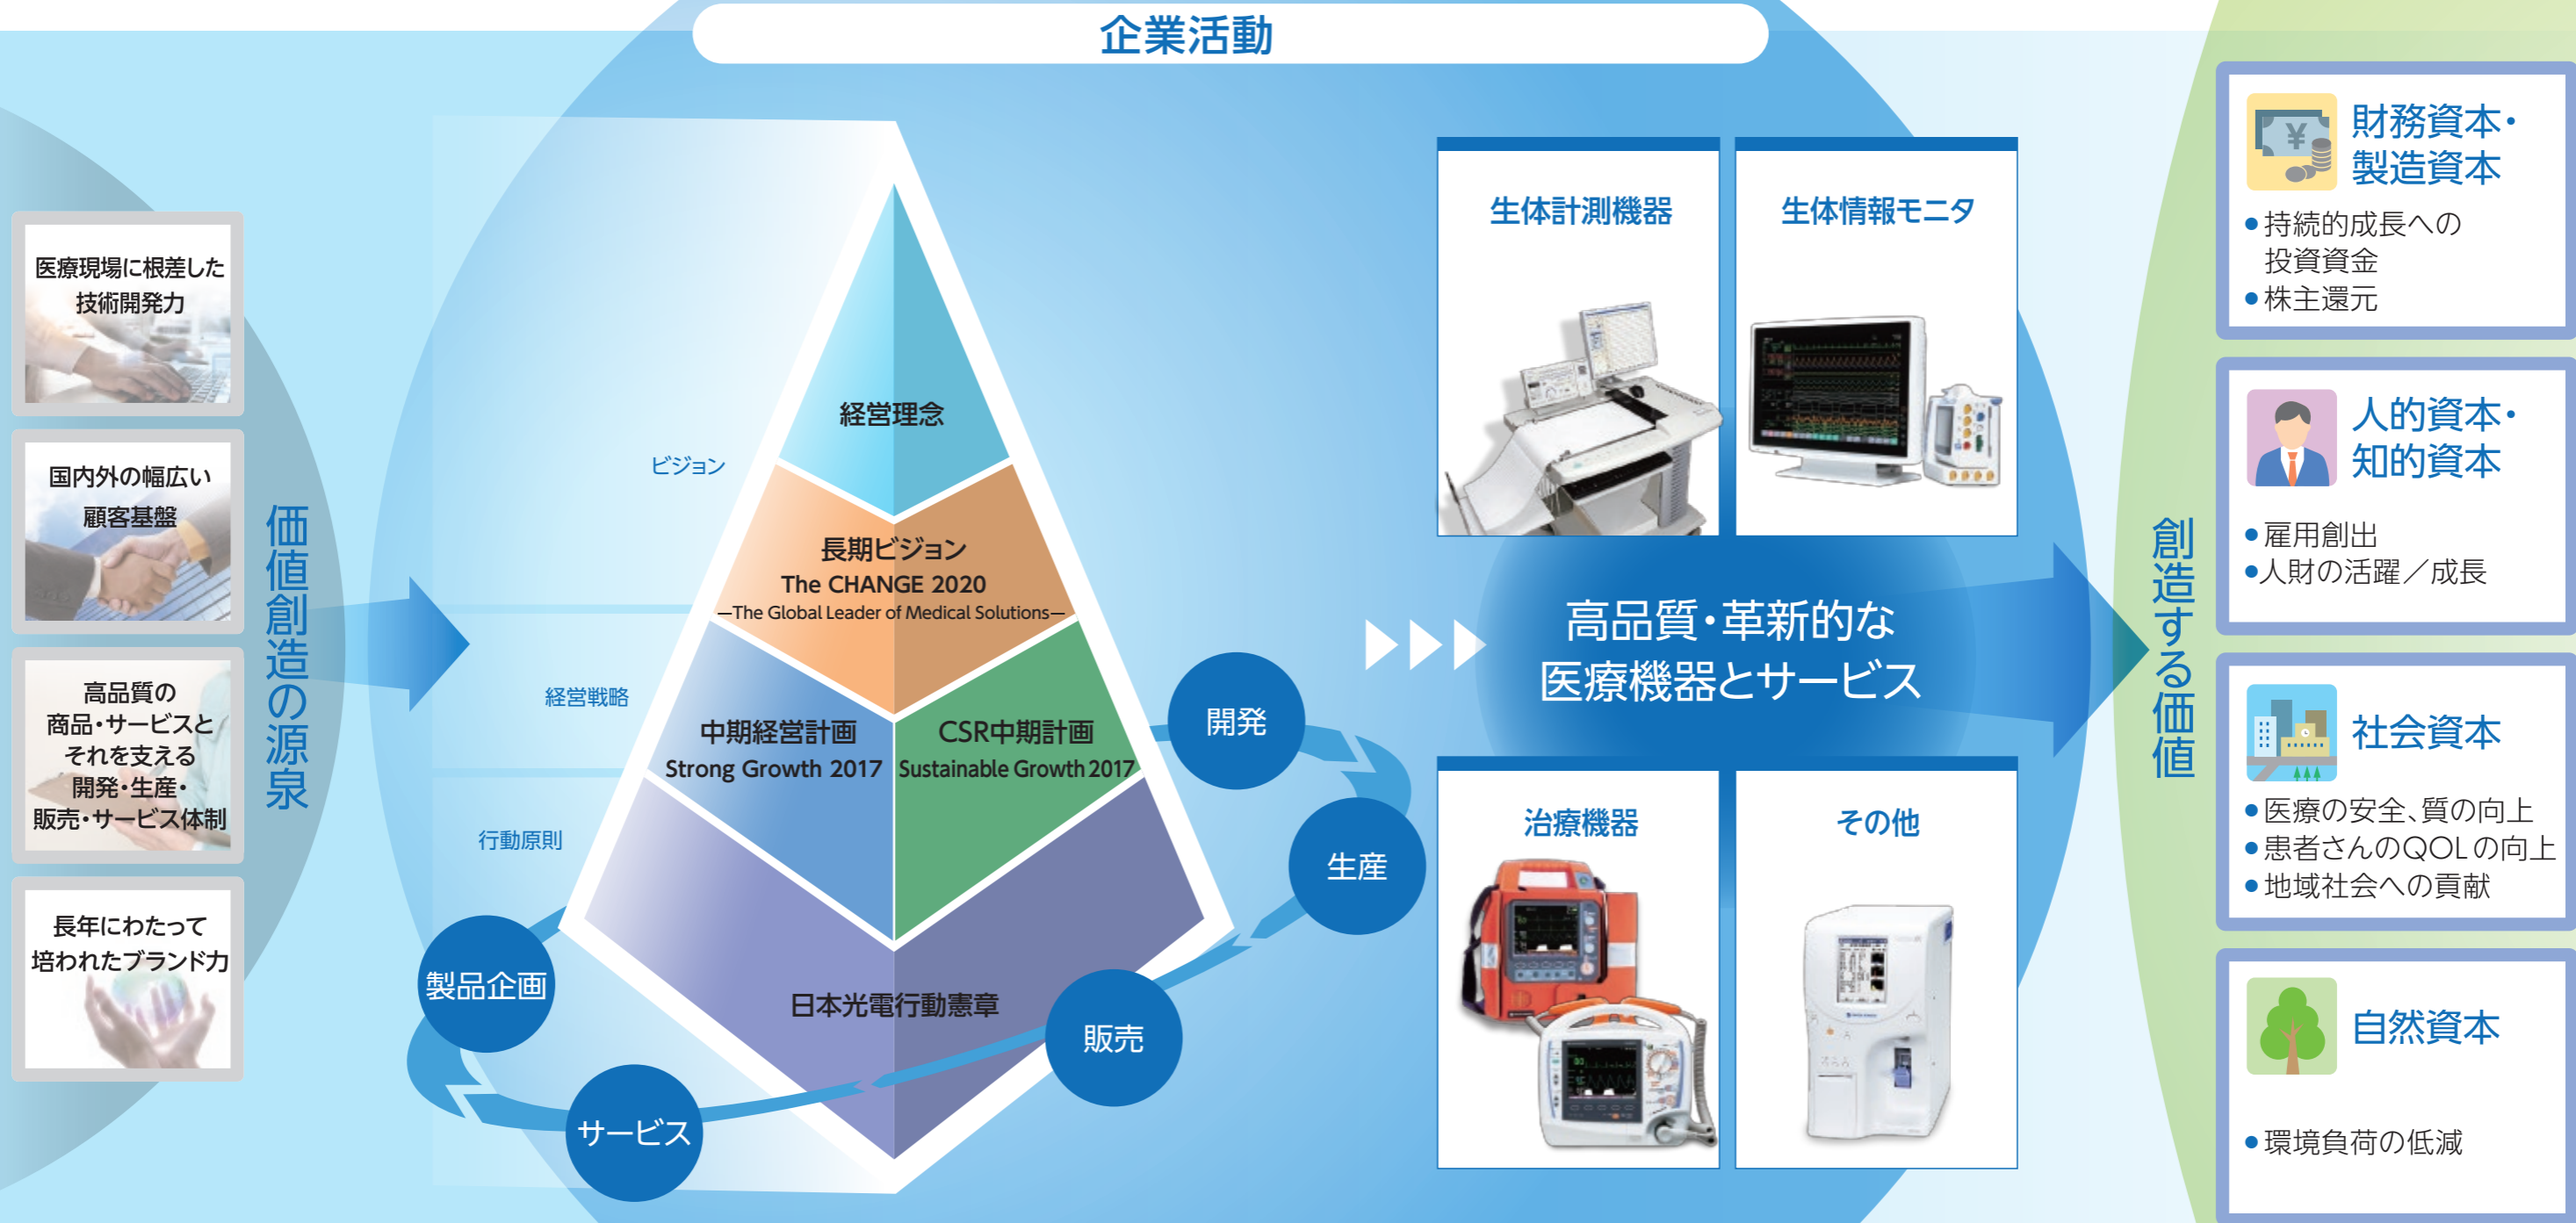 企業活動
医療現場に根差した
技術開発力
国内外の幅広い
顧客基盤
高品質の
商品・サービスと
それを支える
開発・生産・
販売・サービス体制
長年にわたって
培われたブランド力
価値創造の源泉
ビジョン
経営戦略
行動原則
経営理念
長期ビジョン
The CHANGE 2020
—The Global Leader of Medical Solutions—
中期経営計画
Strong Growth 2017
CSR中期計画
Sustainable Growth 2017
日本光電行動憲章
開発
生産
販売
サービス
製品企画
生体計測機器
生体情報モニタ
高品質・革新的な
医療機器とサービス
治療機器
その他
創造する価値
財務資本・
製造資本
●持続的成長への
投資資金
●株主還元
人的資本・
知的資本
●雇用創出
●人財の活躍／成長
社会資本
●医療の安全、質の向上
●患者さんのQOLの向上
●地域社会への貢献
自然資本
●環境負荷の低減